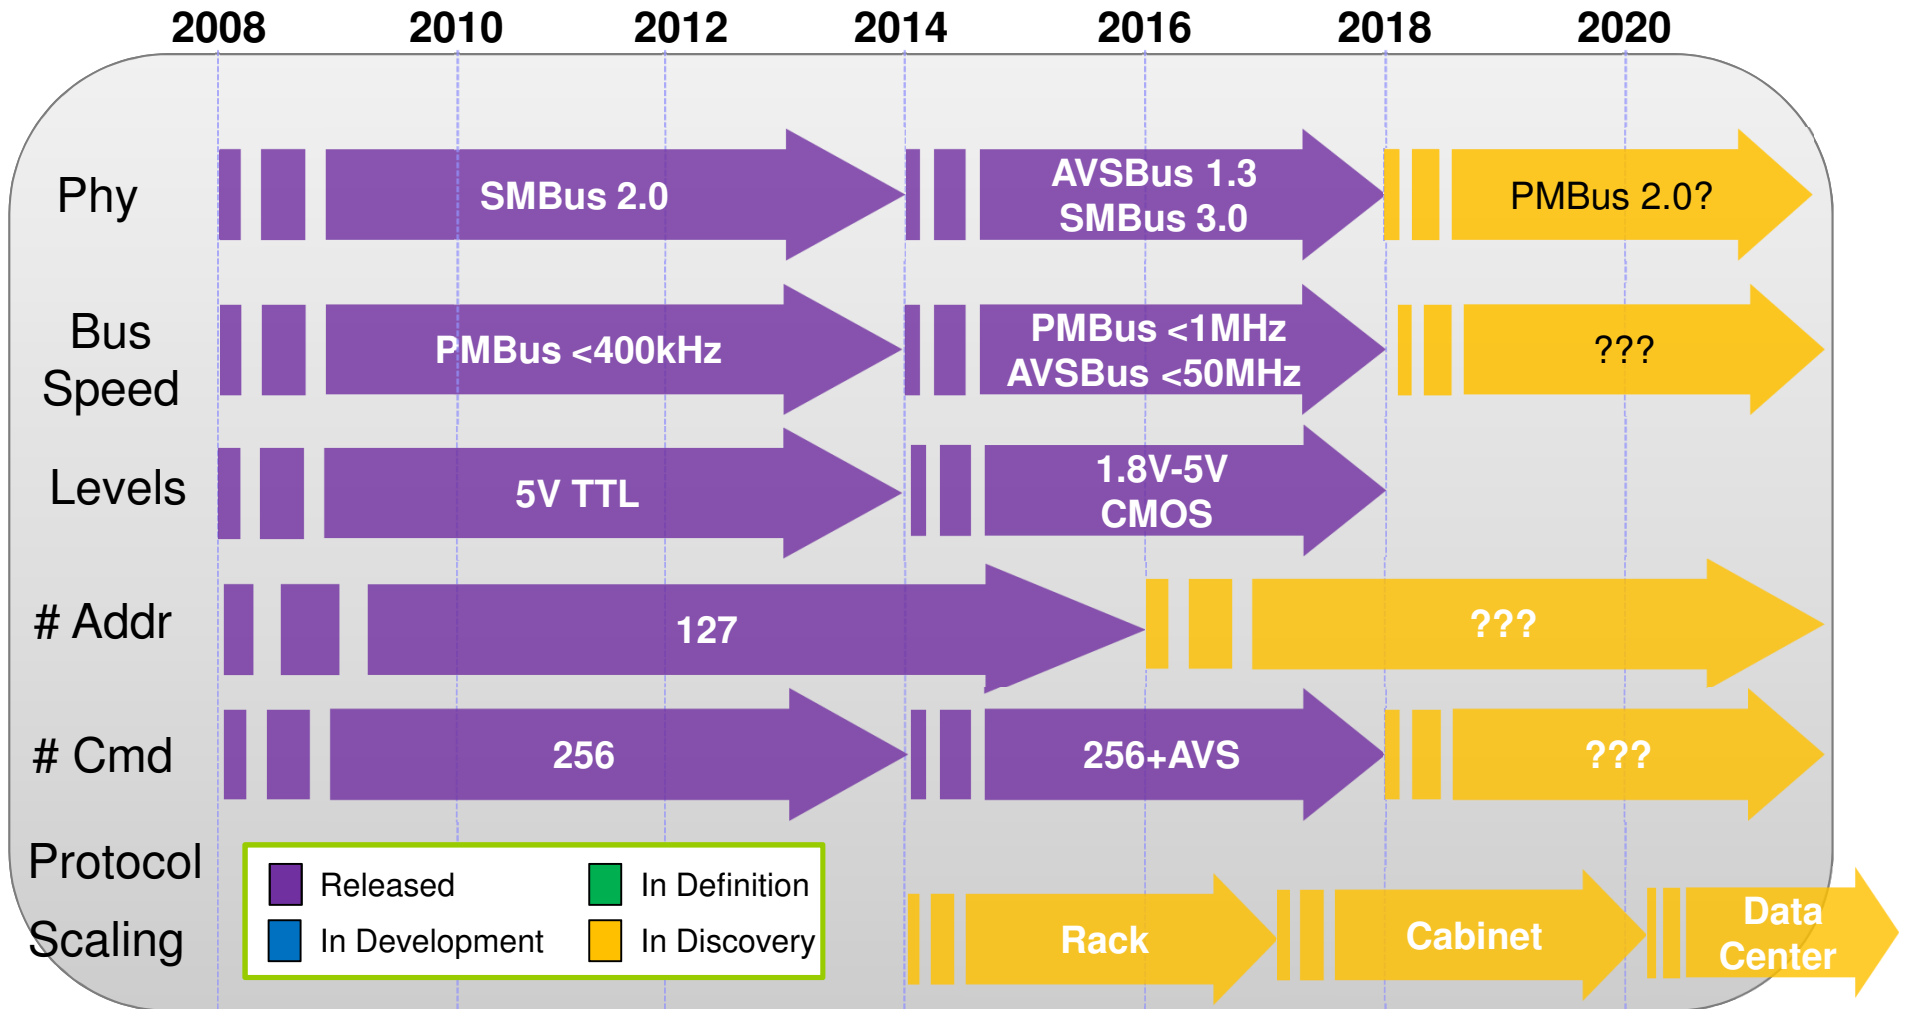 2008 2010 2012 2014 2016 2018 2020
Phy
SMBus 2.0
AVSBus 1.3
SMBus 3.0
PMBus 2.0?
Bus
Speed
PMBus <400kHz
PMBus <1MHz
AVSBus <50MHz
???
Levels
5V TTL
1.8V-5V
CMOS
# Addr
127
???
# Cmd
256
256+AVS
???
Protocol
Scaling
Released
In Definition
In Development
In Discovery
Rack
Cabinet
Data
Center